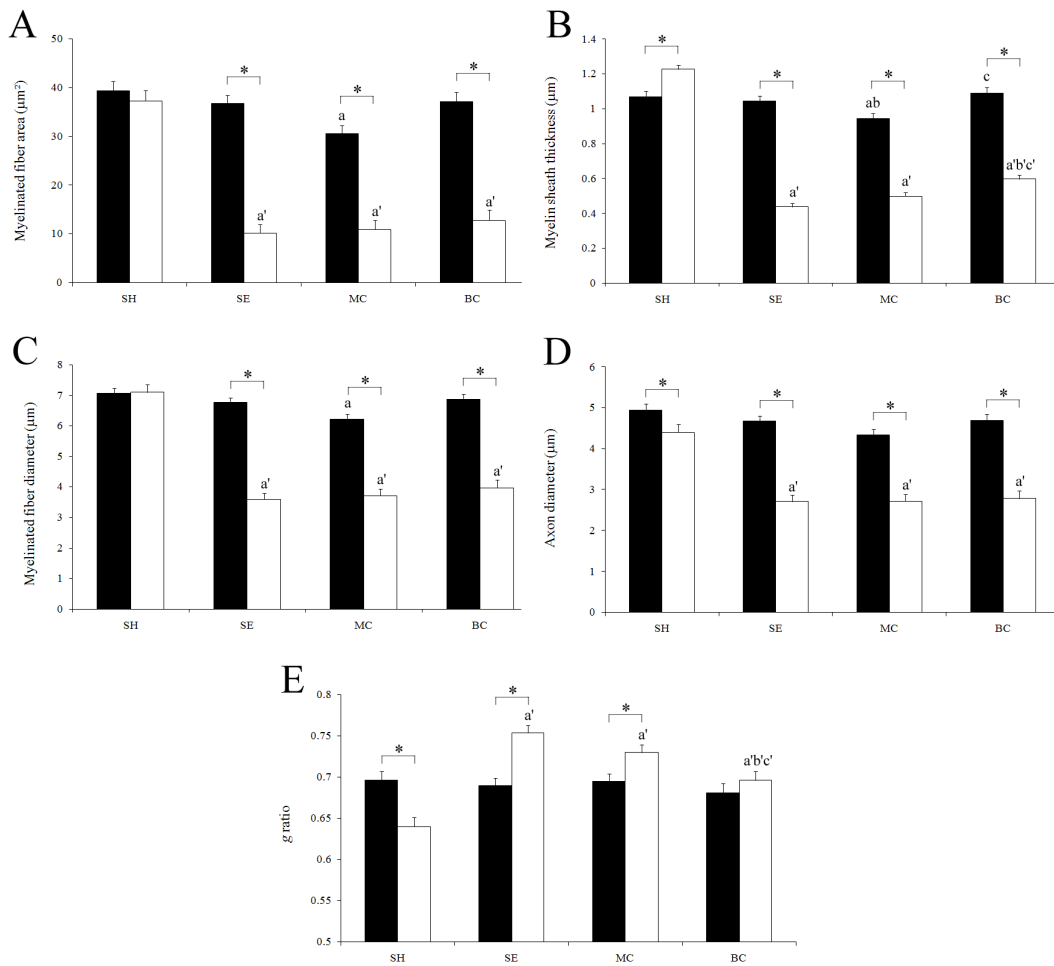 A
Myelinated fiber area (µm²)
50
40
30
20
10
0
*
*
*
a
a'
a'
a'
SH
SE
MC
BC
B
Myelin sheath thickness (µm)
1.4
1.2
1
0.8
0.6
0.4
0.2
0
*
*
*
*
ab
c
a'
a'
a'b'c'
SH
SE
MC
BC
C
Myelinated fiber diameter (µm)
8
7
6
5
4
3
2
1
0
*
*
*
a
a'
a'
a'
SH
SE
MC
BC
D
Axon diameter (µm)
6
5
4
3
2
1
0
*
*
*
*
a'
a'
a'
SH
SE
MC
BC
E
g ratio
0.8
0.75
0.7
0.65
0.6
0.55
0.5
*
*
*
a'
a'
a'b'c'
SH
SE
MC
BC